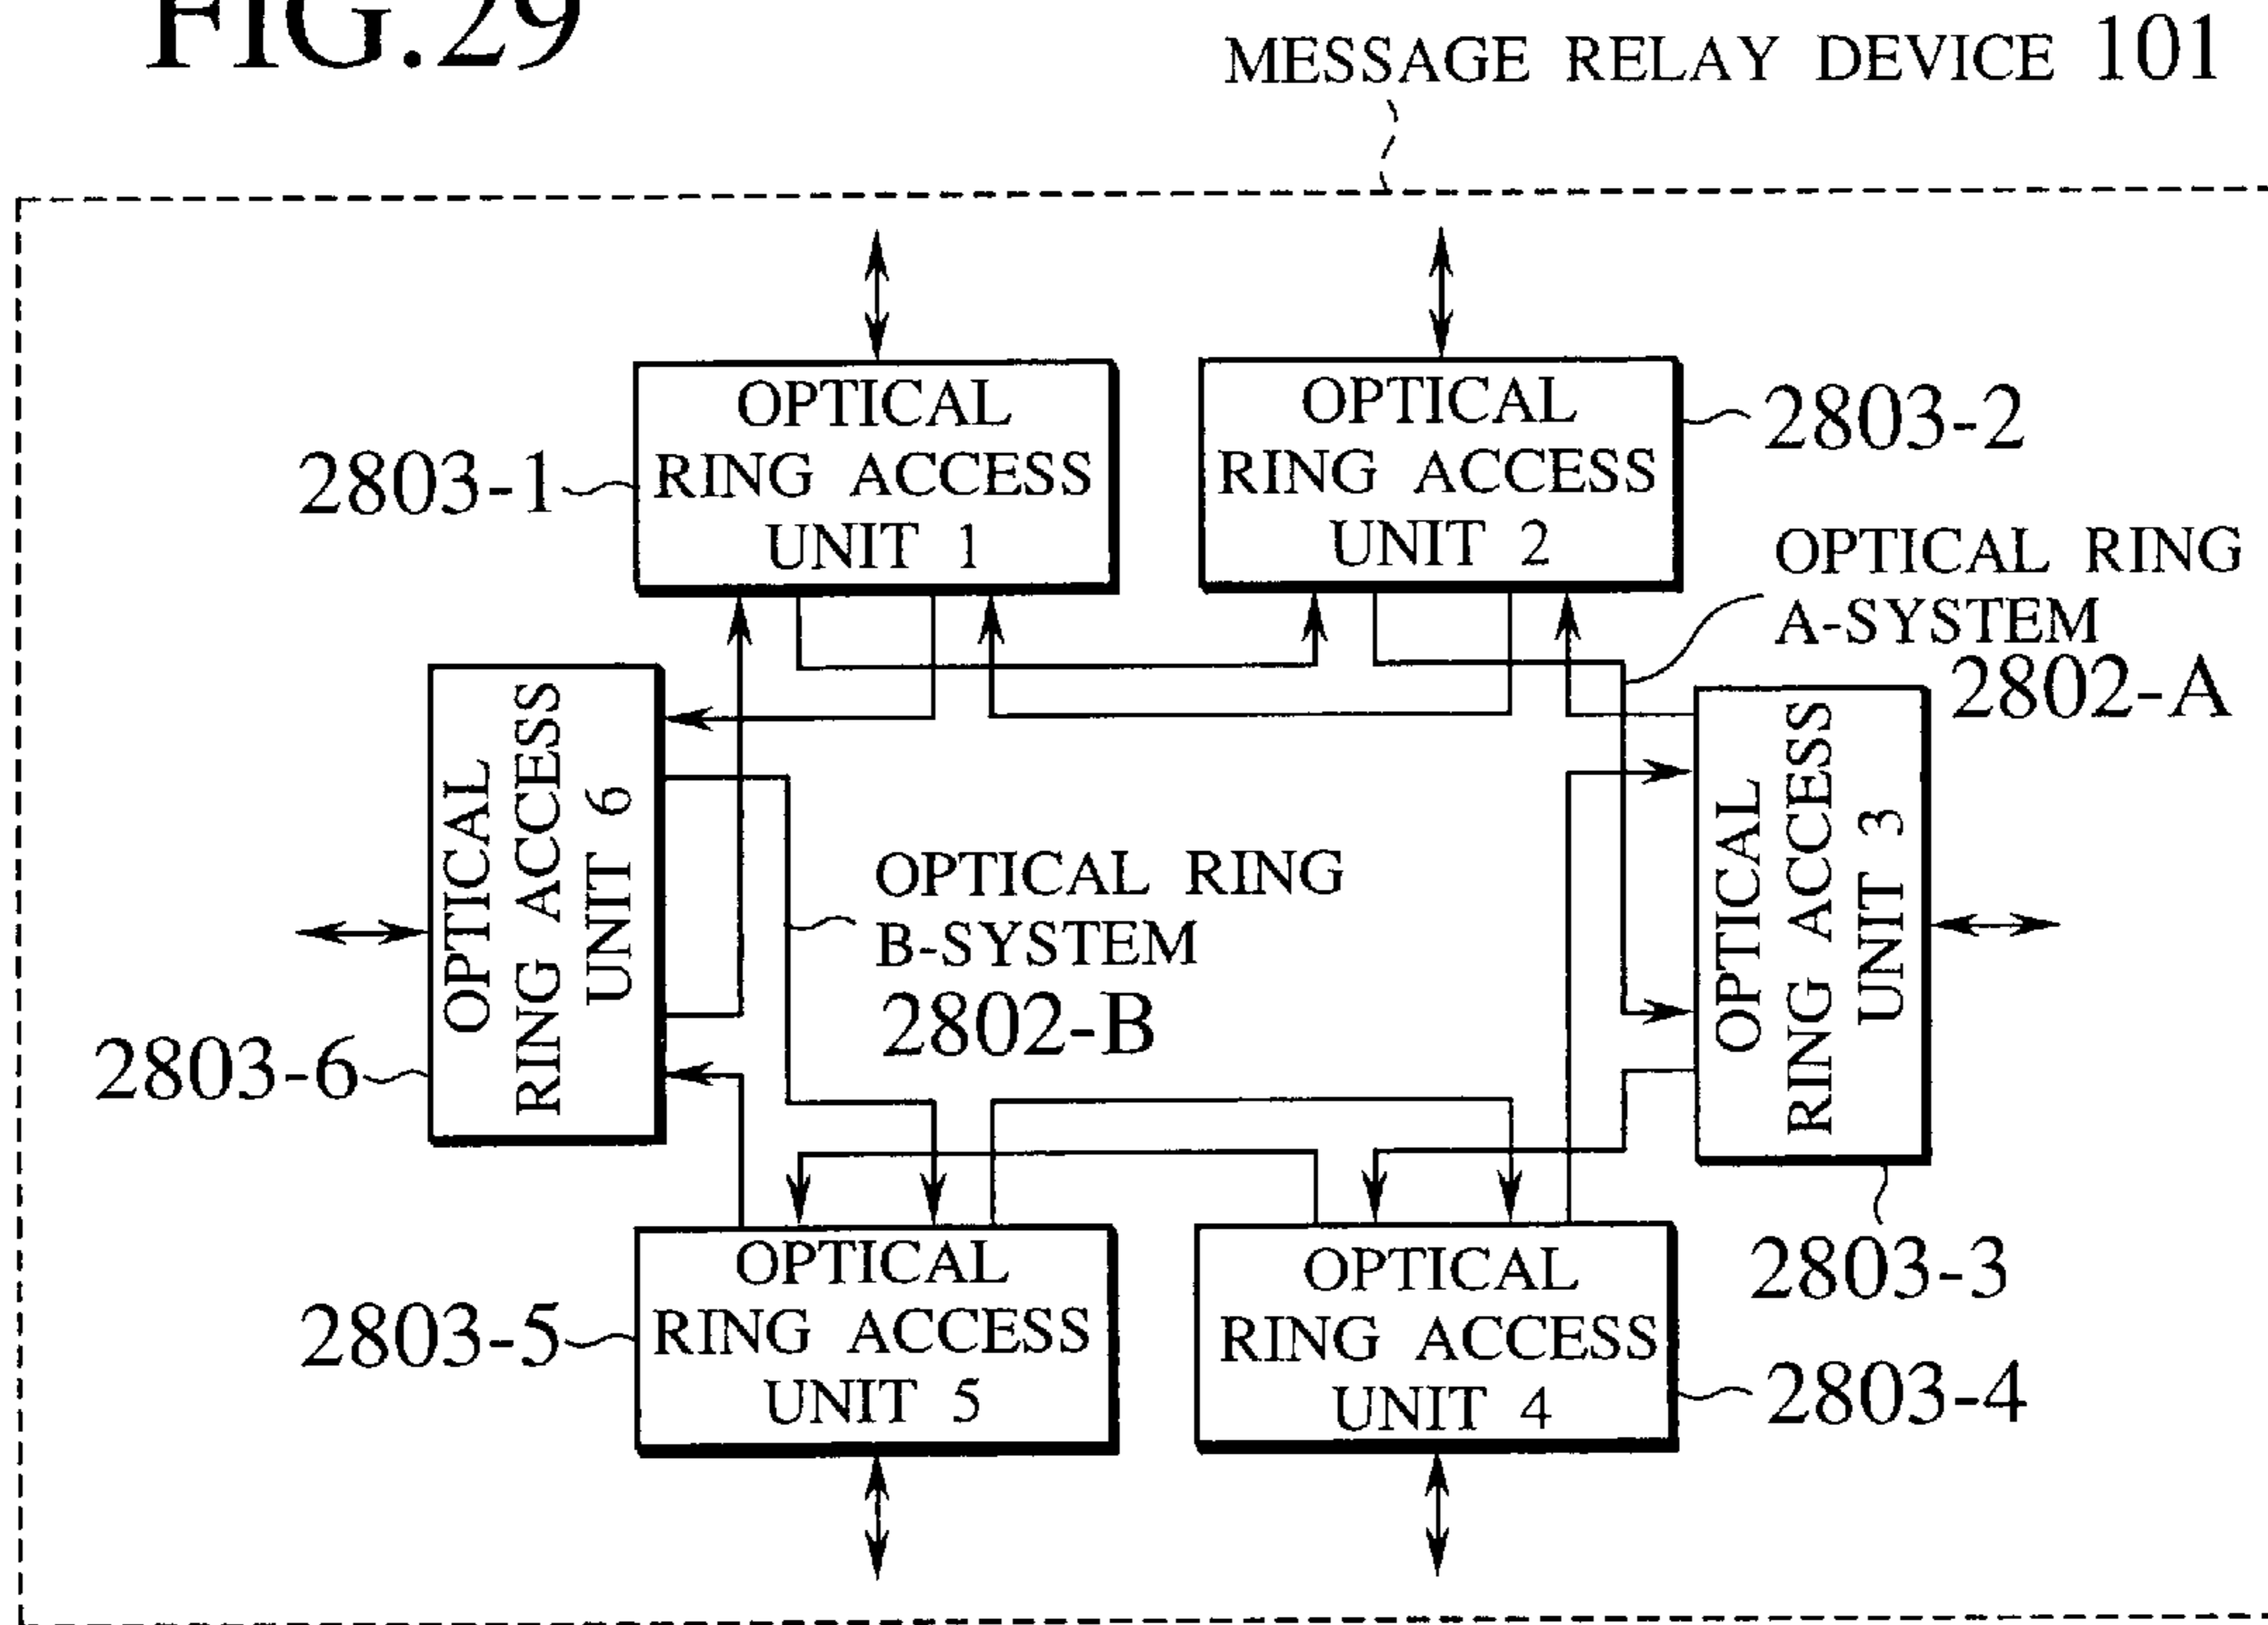 FIG.29
MESSAGE RELAY DEVICE 101
OPTICAL
RING ACCESS
UNIT 1
2803-1
OPTICAL
RING ACCESS
UNIT 2
2803-2
OPTICAL RING
A-SYSTEM
2802-A
OPTICAL
RING ACCESS
UNIT 6
2803-6
OPTICAL RING
B-SYSTEM
2802-B
OPTICAL
RING ACCESS
UNIT 3
2803-3
OPTICAL
RING ACCESS
UNIT 5
2803-5
OPTICAL
RING ACCESS
UNIT 4
2803-4